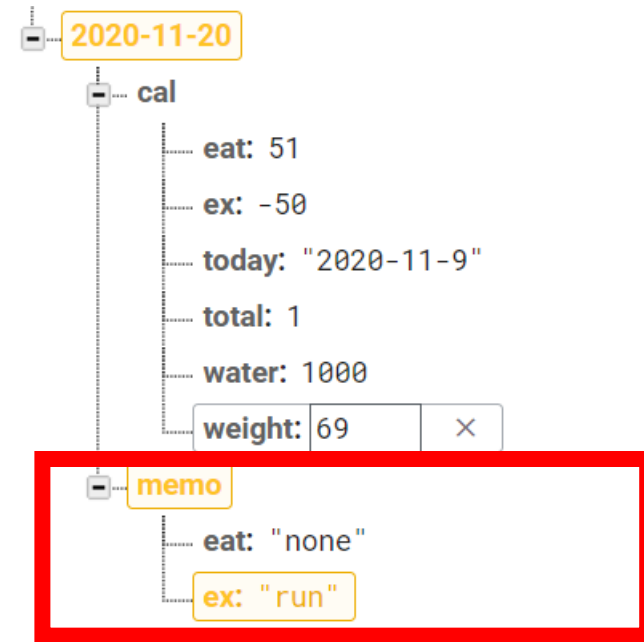 2020-11-20
cal
eat: 51
ex: -50
today: "2020-11-9"
total: 1
water: 1000
weight: 69 ×
memo
eat: "none"
ex: "run"